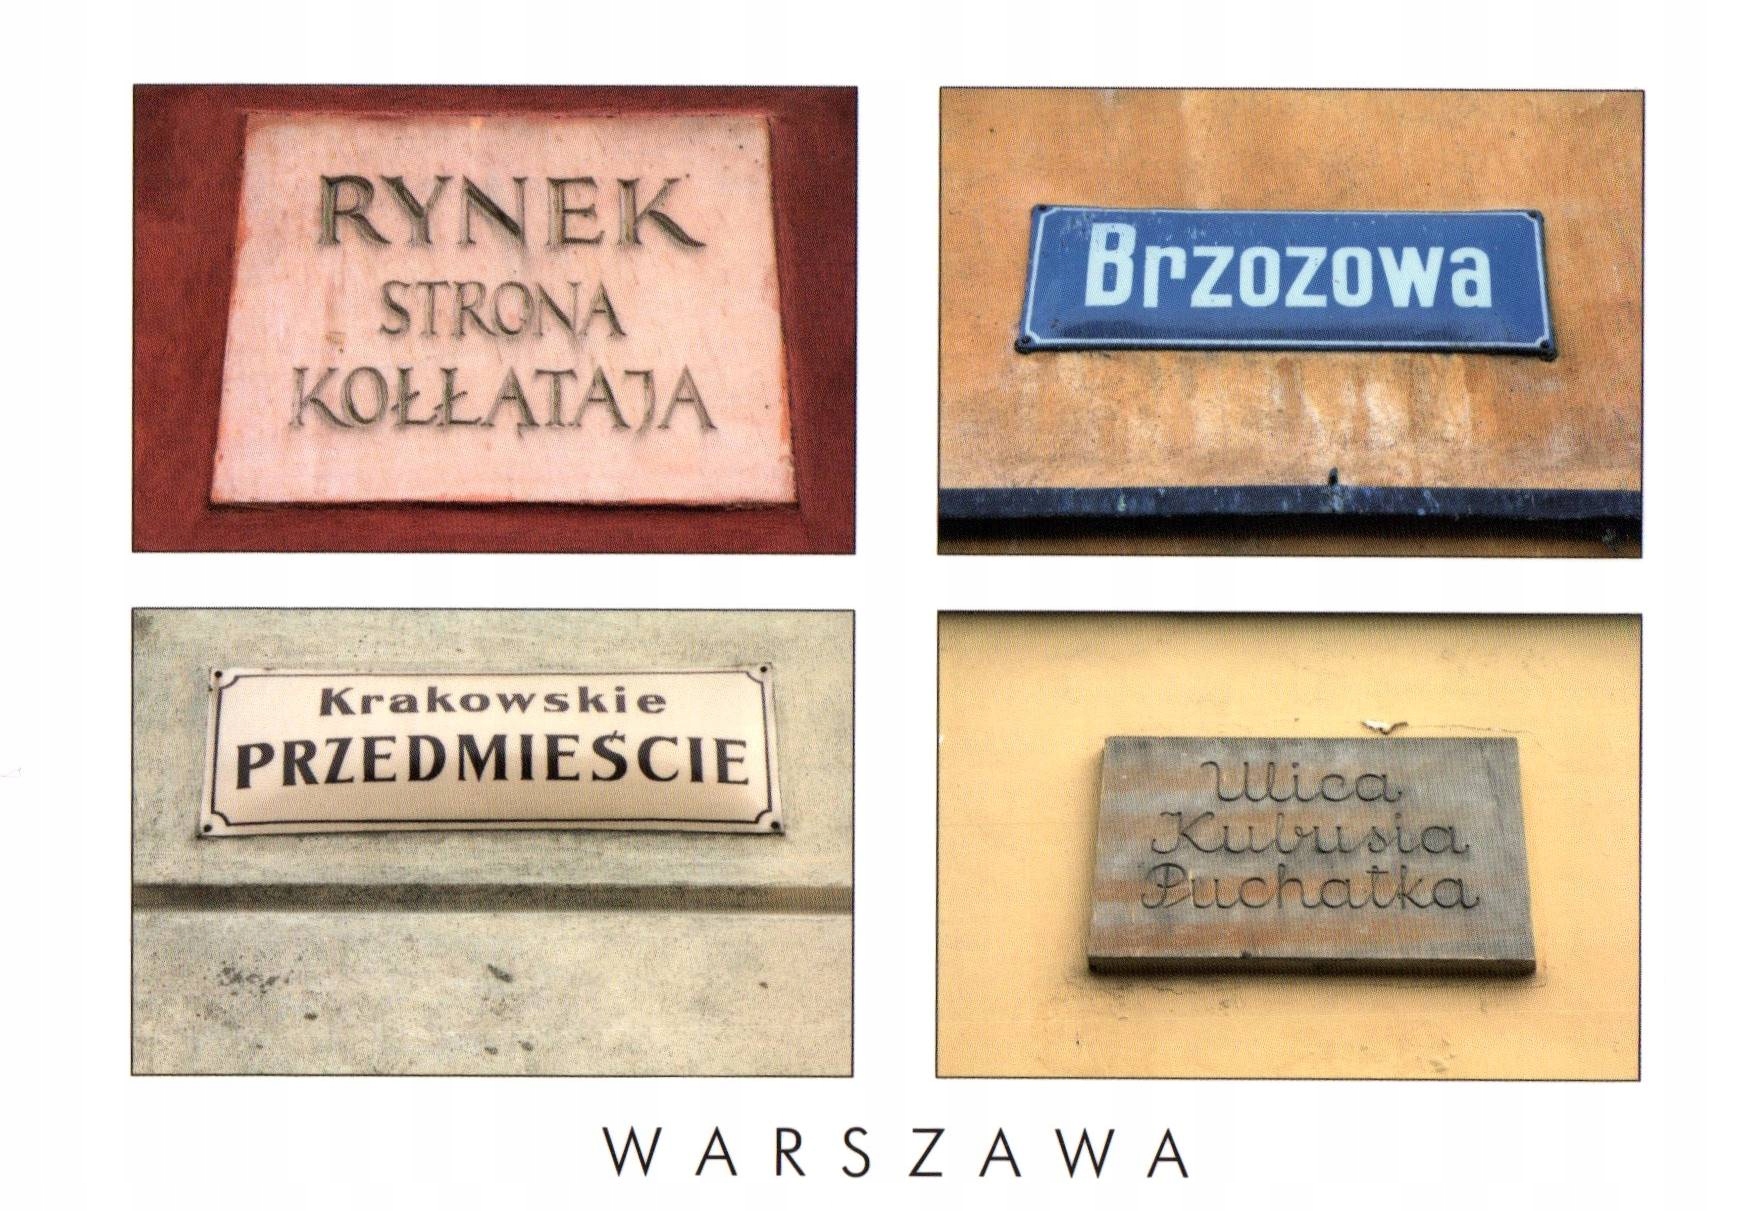 RYNEK
STRONA
KOŁŁĄTAJA
Brzozowa
Krakowskie
PRZEDMIEŚCIE
Ulica
Kubusia
Puchatka
WARSZAWA